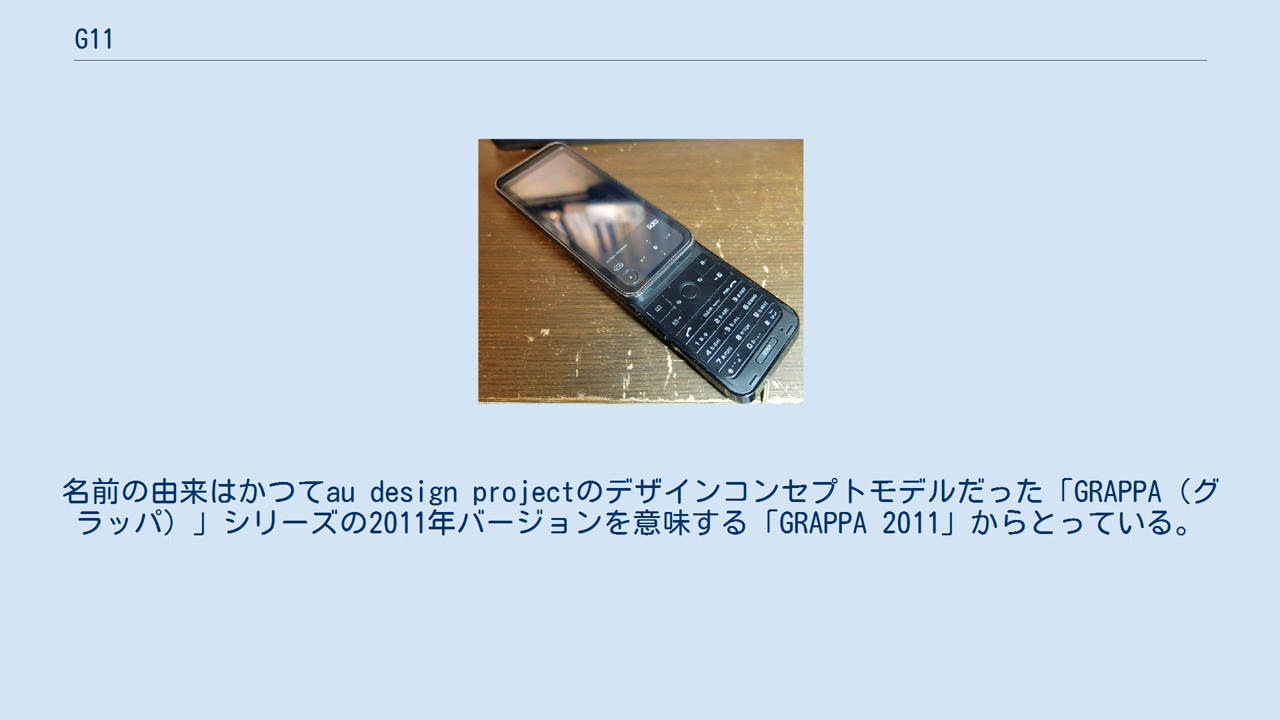 G11
iida
名前の由来はかつてau design projectのデザインコンセプトモデルだった「GRAPPA（グ
ラッパ）」シリーズの2011年バージョンを意味する「GRAPPA 2011」からとっている。